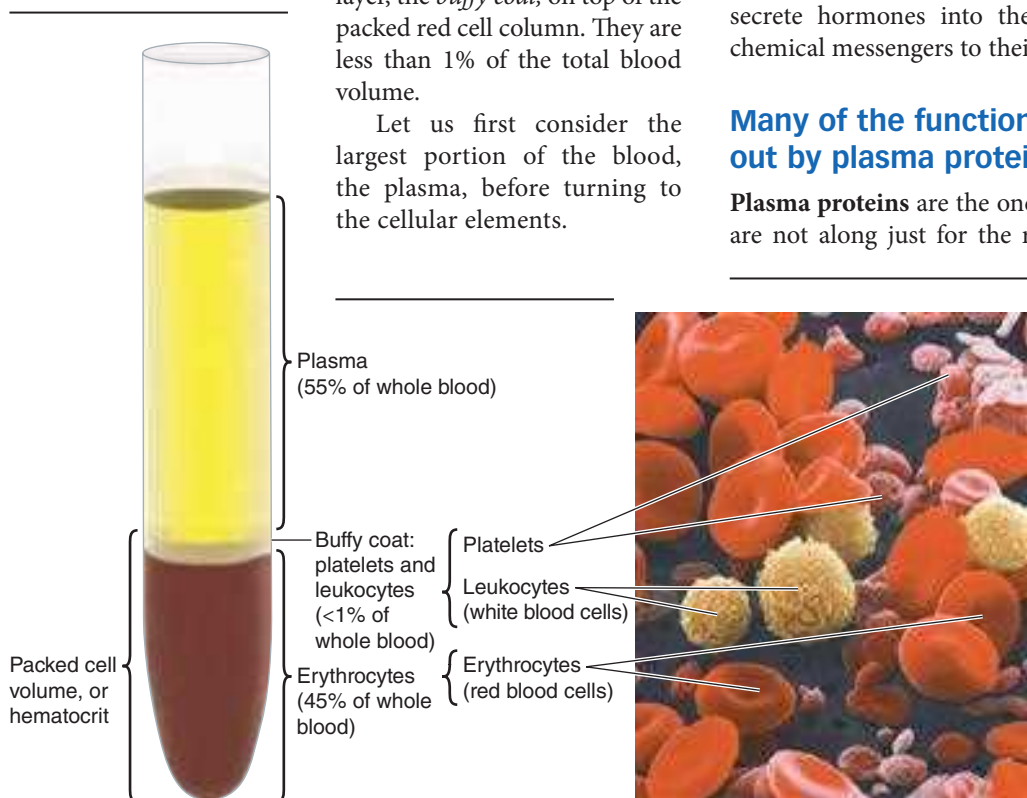 layer, the buffy coat, on top of the
packed red cell column. They are
less than 1% of the total blood
volume.
Let us first consider the
largest portion of the blood,
the plasma, before turning to
the cellular elements.
secrete hormones into the
chemical messengers to thei
Many of the function
out by plasma protei
Plasma proteins are the on
are not along just for the
Plasma
(55% of whole blood)
Buffy coat:
platelets and
leukocytes
(<1% of
whole blood)
Platelets
Leukocytes
(white blood cells)
Packed cell
volume, or
hematocrit
Erythrocytes
(45% of whole
blood)
Erythrocytes
(red blood cells)